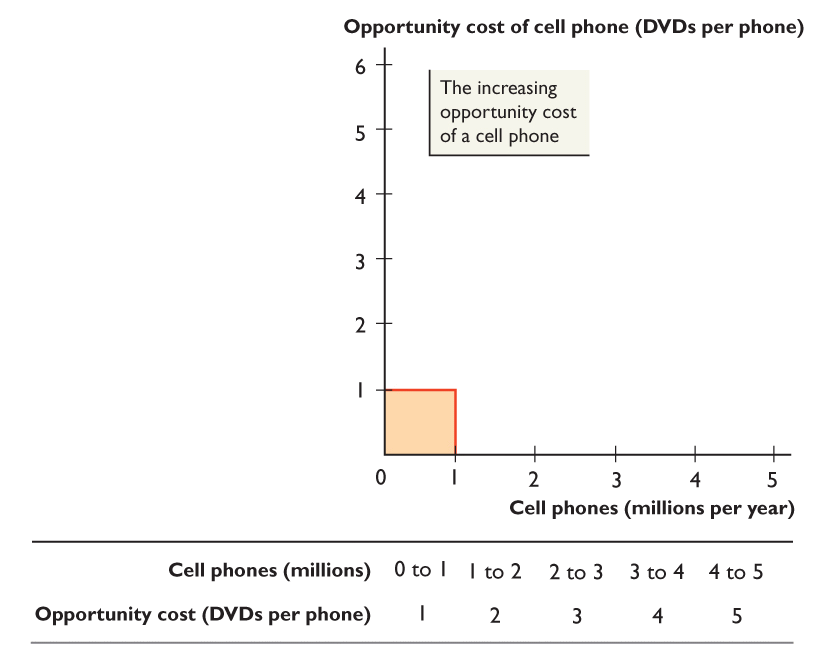 Opportunity cost of cell phone (DVDs per phone)
6
The increasing
opportunity cost
of a cell phone
5
4
3
2
1
0 1 2 3 4 5
Cell phones (millions per year)
Cell phones (millions) 0 to 1 1 to 2 2 to 3 3 to 4 4 to 5
Opportunity cost (DVDs per phone) 1 2 3 4 5